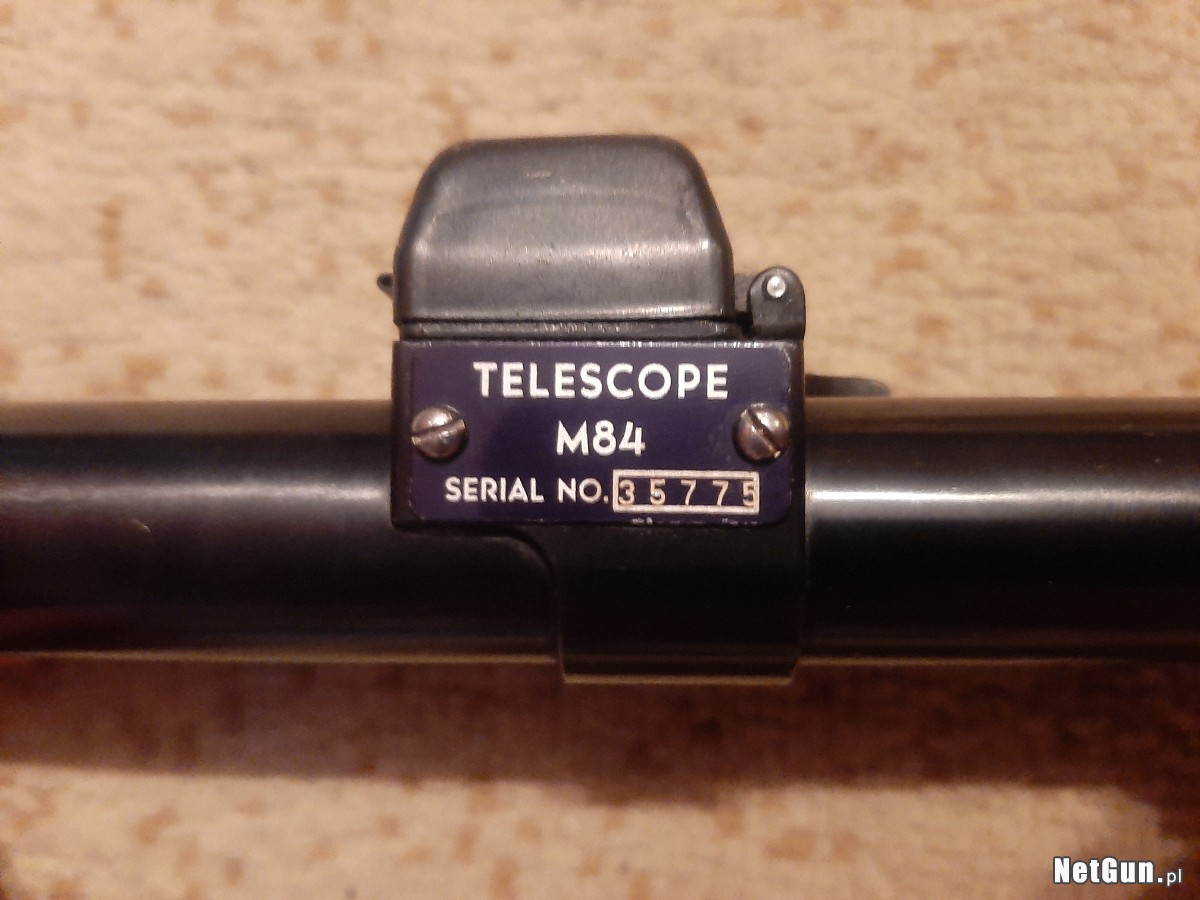 TELESCOPE
M84
SERIAL NO. 35775
NetGun.pl